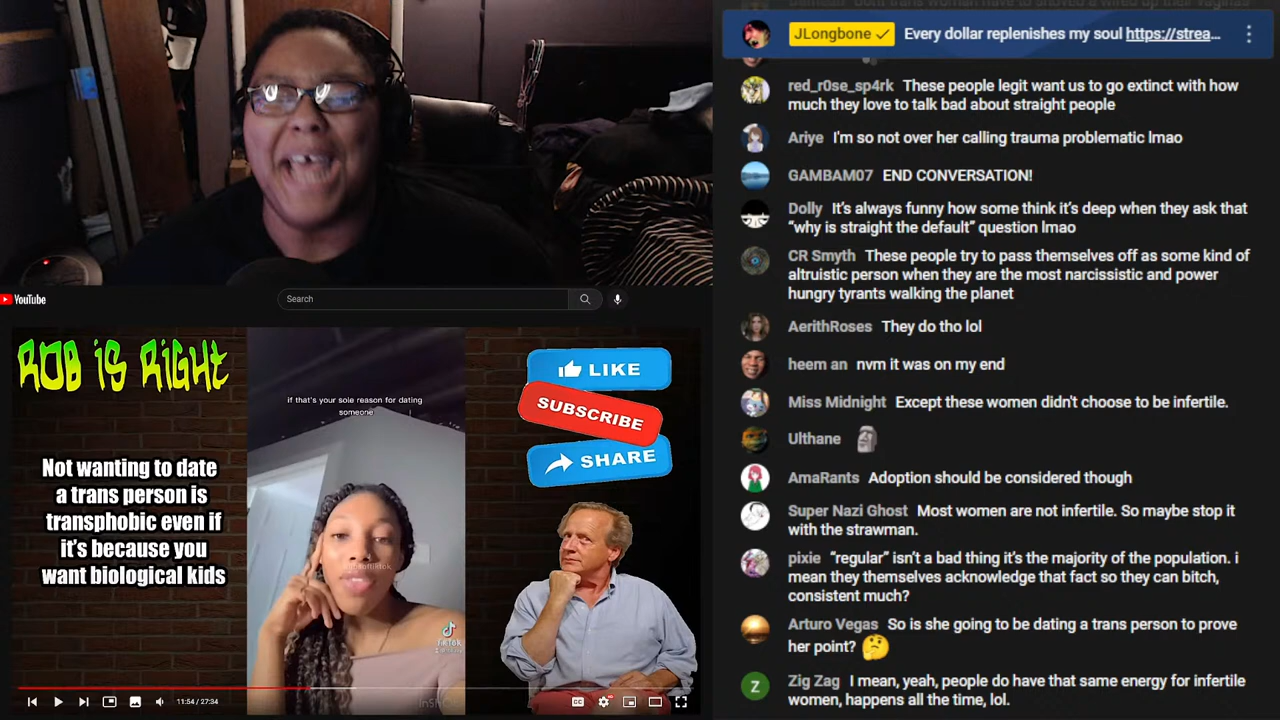 JLongbone Every dollar replenishes my soul https://strea...
red_r0se_sp4rk These people legit want us to go extinct with how
much they love to talk bad about straight people
Ariye I'm so not over her calling trauma problematic lmao
GAMBAM07 END CONVERSATION!
Dolly It's always funny how some think it's deep when they ask that
“why is straight the default” question lmao
CR Smyth These people try to pass themselves off as some kind of
altruistic person when they are the most narcissistic and power
hungry tyrants walking the planet
AerithRoses They do tho lol
heem an nvm it was on my end
Miss Midnight Except these women didn't choose to be infertile.
Ulthane
AmaRants Adoption should be considered though
Super Nazi Ghost Most women are not infertile. So maybe stop it
with the strawman.
pixie “regular” isn't a bad thing it's the majority of the population. i
mean they themselves acknowledge that fact so they can bitch,
consistent much?
Arturo Vegas So is she going to be dating a trans person to prove
her point? 🤔
Z
Zig Zag I mean, yeah, people do have that same energy for infertile
women, happens all the time, lol.
YouTube
Search
ROB iS RiGHT
Not wanting to date
a trans person is
transphobic even if
it's because you
want biological kids
if that's your sole reason for dating
someone
TikTok
LIKE
SUBSCRIBE
SHARE
11:54 / 27:34
CC